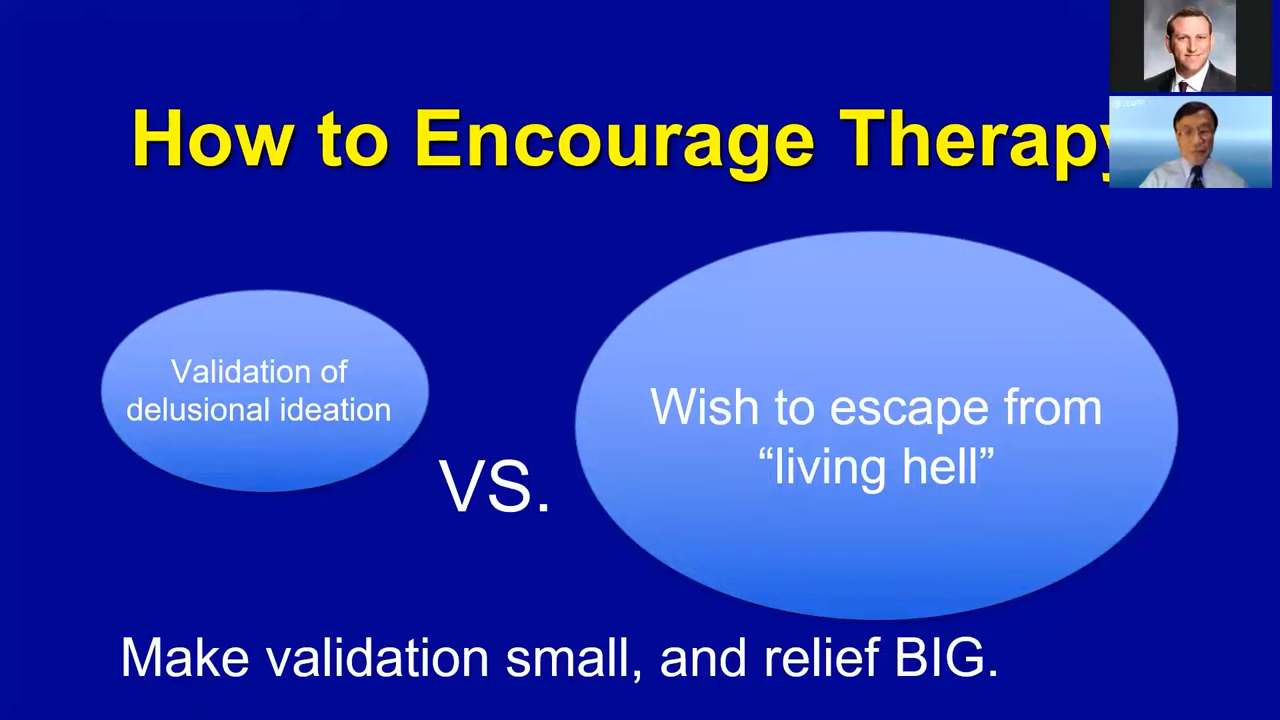 How to Encourage Therapy
Validation of
delusional ideation
VS.
Wish to escape from
“living hell”
Make validation small, and relief BIG.